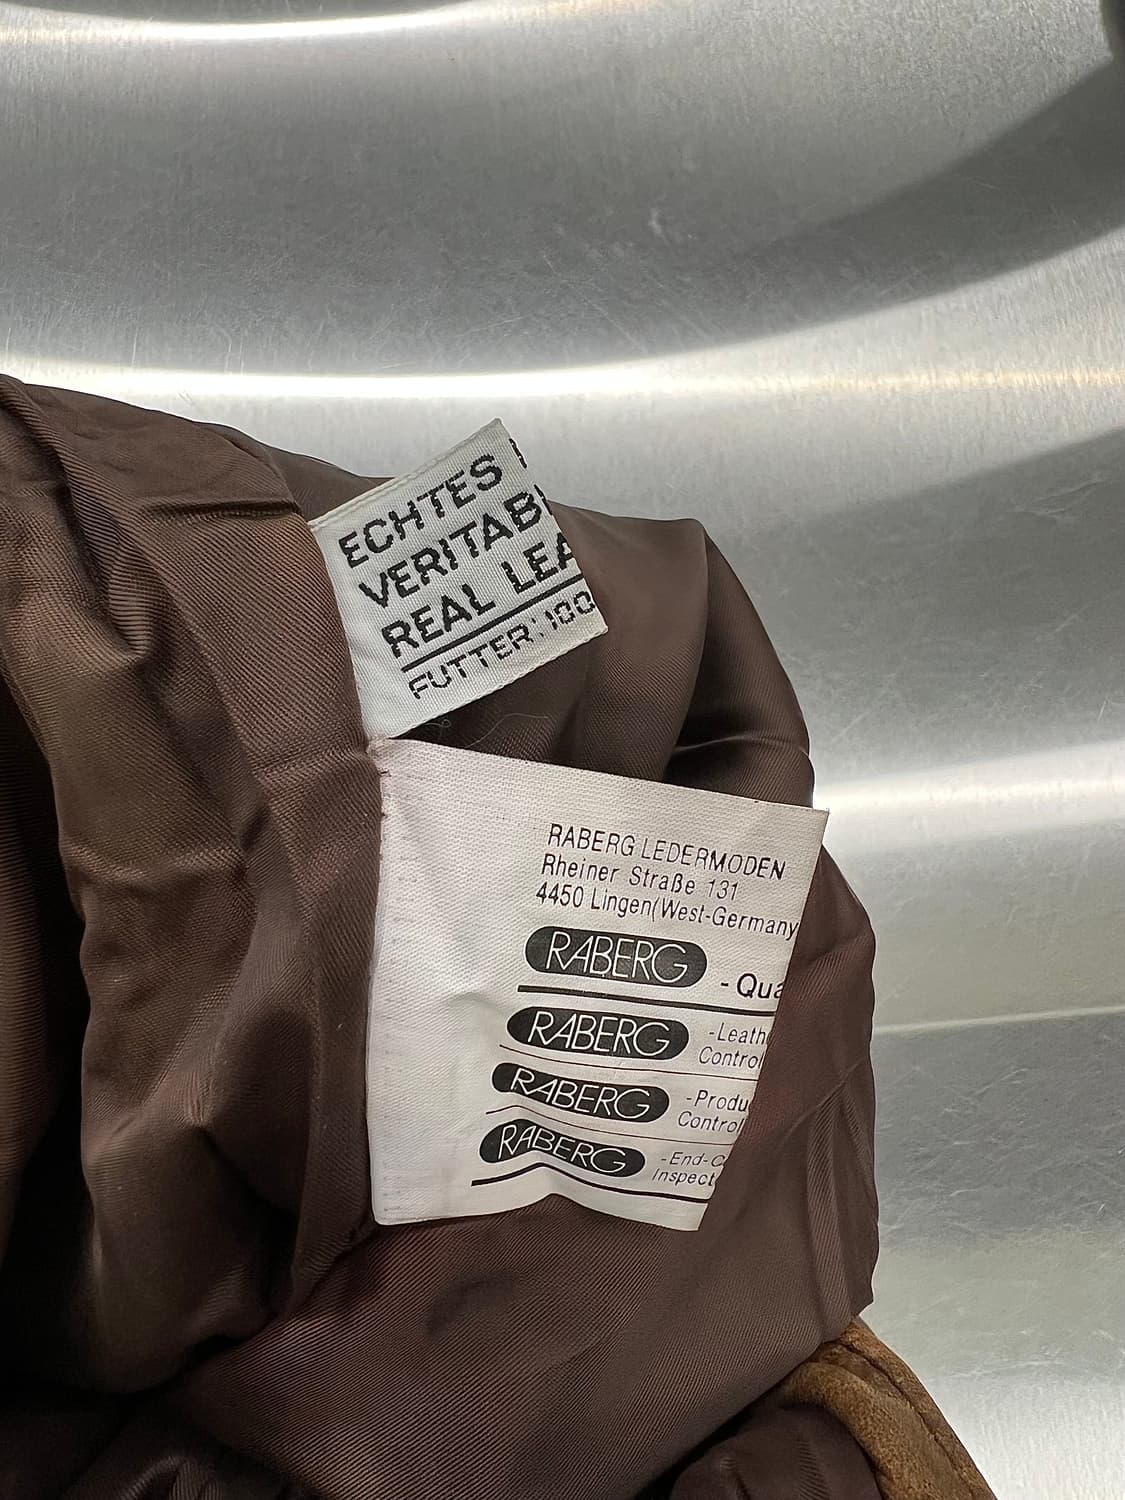 ECHTES
VERITAB
REAL LEA
FUTTER: 100
RABERG LEDERMODEN
Rheiner Straße 131
4450 Lingen(West-Germany
RABERG - Qua
RABERG -Leath
Control
RABERG -Produ
Control
RABERG -End-C
Inspect